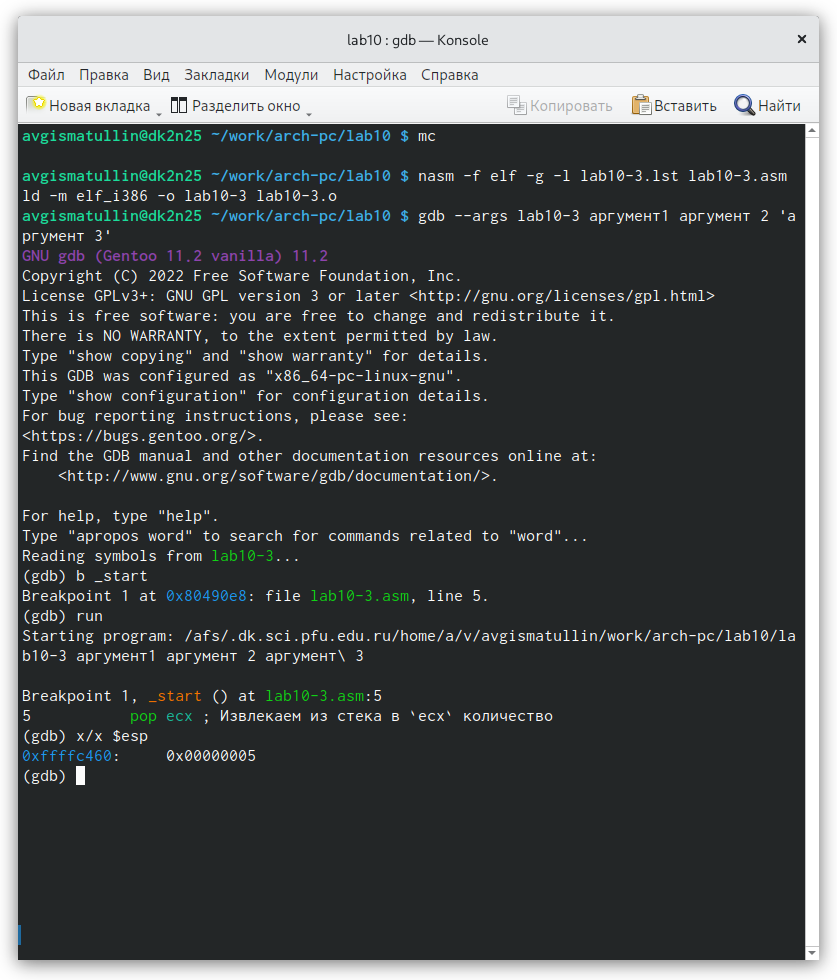 lab10 : gdb — Konsole
Файл Правка Вид Закладки Модули Настройка Справка
Новая вкладка Разделить окно Копировать Вставить Найти
avgismatullin@dk2n25 ~/work/arch-pc/lab10 $ mc
avgismatullin@dk2n25 ~/work/arch-pc/lab10 $ nasm -f elf -g -l lab10-3.lst lab10-3.asm
ld -m elf_i386 -o lab10-3 lab10-3.o
avgismatullin@dk2n25 ~/work/arch-pc/lab10 $ gdb --args lab10-3 аргумент1 аргумент 2 'а
ргумент 3'
GNU gdb (Gentoo 11.2 vanilla) 11.2
Copyright (C) 2022 Free Software Foundation, Inc.
License GPLv3+: GNU GPL version 3 or later <http://gnu.org/licenses/gpl.html>
This is free software: you are free to change and redistribute it.
There is NO WARRANTY, to the extent permitted by law.
Type "show copying" and "show warranty" for details.
This GDB was configured as "x86_64-pc-linux-gnu".
Type "show configuration" for configuration details.
For bug reporting instructions, please see:
<https://bugs.gentoo.org/>.
Find the GDB manual and other documentation resources online at:
<http://www.gnu.org/software/gdb/documentation/>.
For help, type "help".
Type "apropos word" to search for commands related to "word"...
Reading symbols from lab10-3...
(gdb) b _start
Breakpoint 1 at 0x80490e8: file lab10-3.asm, line 5.
(gdb) run
Starting program: /afs/.dk.sci.pfu.edu.ru/home/a/v/avgismatullin/work/arch-pc/lab10/la
b10-3 аргумент1 аргумент 2 аргумент\ 3
Breakpoint 1, _start () at lab10-3.asm:5
5 pop ecx ; Извлекаем из стека в `ecx` количество
(gdb) x/x $esp
0xffffc460: 0x00000005
(gdb)